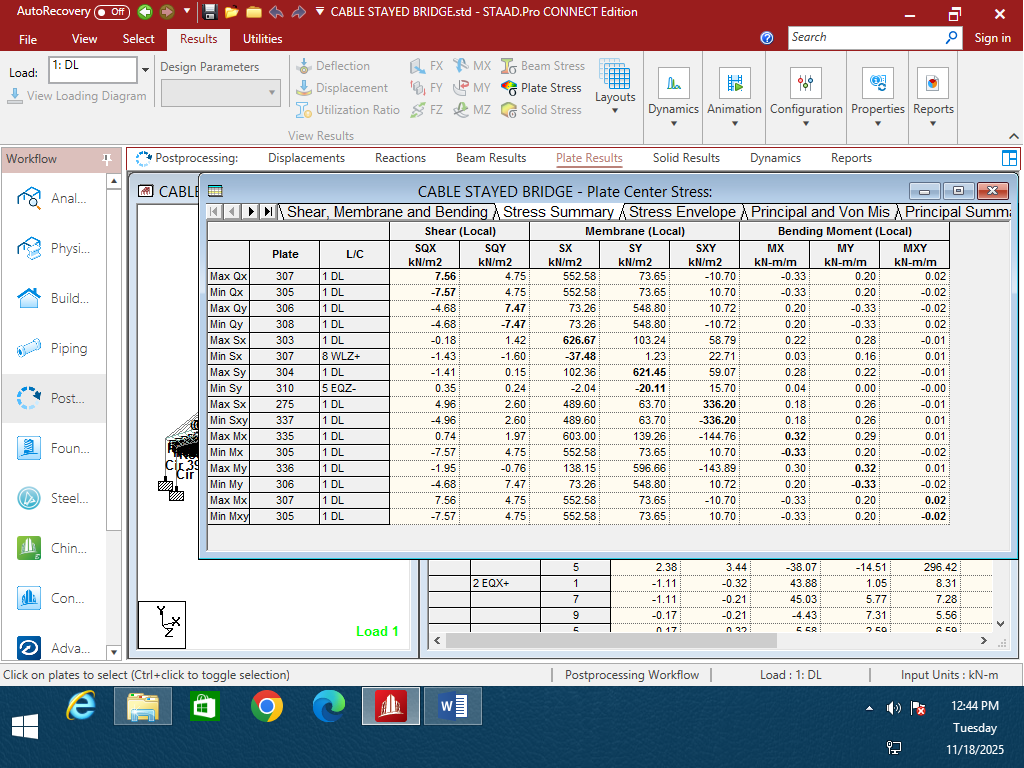 AutoRecovery Off CABLE STAYED BRIDGE.std - STAAD.Pro CONNECT Edition
File View Select Results Utilities Search Sign in
Load: 1: DL Design Parameters
View Loading Diagram
Deflection FX MX Beam Stress
Displacement FY MY Plate Stress
Utilization Ratio FZ MZ Solid Stress
View Results
Layouts Dynamics Animation Configuration Properties Reports
Workflow
Postprocessing: Displacements Reactions Beam Results Plate Results Solid Results Dynamics Reports
Anal...
Physi...
Build...
Piping
Post...
Foun...
Steel...
Chin...
Con...
Adva...
CABLE
CABLE STAYED BRIDGE - Plate Center Stress:
Shear, Membrane and Bending Stress Summary Stress Envelope Principal and Von Mis Principal Summa
Shear (Local) Membrane (Local) Bending Moment (Local)
Plate L/C SQX kN/m2 SQY kN/m2 SX kN/m2 SY kN/m2 SXY kN/m2 MX kN-m/m MY kN-m/m MXY kN-m/m
Max Qx 307 1 DL 7.56 4.75 552.58 73.65 -10.70 -0.33 0.20 0.02
Min Qx 305 1 DL -7.57 4.75 552.58 73.65 10.70 -0.33 0.20 -0.02
Max Qy 306 1 DL -4.68 7.47 73.26 548.80 10.72 0.20 -0.33 -0.02
Min Qy 308 1 DL -4.68 -7.47 73.26 548.80 -10.72 0.20 -0.33 0.02
Max Sx 303 1 DL -0.18 1.42 626.67 103.24 58.79 0.22 0.28 -0.01
Min Sx 307 8 WLZ+ -1.43 -1.60 -37.48 1.23 22.71 0.03 0.16 0.01
Max Sy 304 1 DL -1.41 0.15 102.36 621.45 59.07 0.28 0.22 -0.01
Min Sy 310 5 EQZ- 0.35 0.24 -2.04 -20.11 15.70 0.04 0.00 -0.00
Max Sx 275 1 DL 4.96 2.60 489.60 63.70 336.20 0.18 0.26 -0.01
Min Sxy 337 1 DL -4.96 2.60 489.60 63.70 -336.20 0.18 0.26 0.01
Max Mx 335 1 DL 0.74 1.97 603.00 139.26 -144.76 0.32 0.29 0.01
Min Mx 305 1 DL -7.57 4.75 552.58 73.65 10.70 -0.33 0.20 -0.02
Max My 336 1 DL -1.95 -0.76 138.15 596.66 -143.89 0.30 0.32 0.01
Min My 306 1 DL -4.68 7.47 73.26 548.80 10.72 0.20 -0.33 -0.02
Max Mx 307 1 DL 7.56 4.75 552.58 73.65 -10.70 -0.33 0.20 0.02
Min Mxy 305 1 DL -7.57 4.75 552.58 73.65 10.70 -0.33 0.20 -0.02
Cir 39
Cir
Y
X
Z
Load 1
5 2.38 3.44 -38.07 -14.51 296.42
2 EQX+ 1 -1.11 -0.32 43.88 1.05 8.31
7 -1.11 -0.21 45.03 5.77 7.28
9 -0.17 -0.21 -4.43 7.31 5.56
5 0.17 0.32 5.58 2.59 6.59
Click on plates to select (Ctrl+click to toggle selection) Postprocessing Workflow Load : 1: DL Input Units : kN-m
12:44 PM
Tuesday
11/18/2025